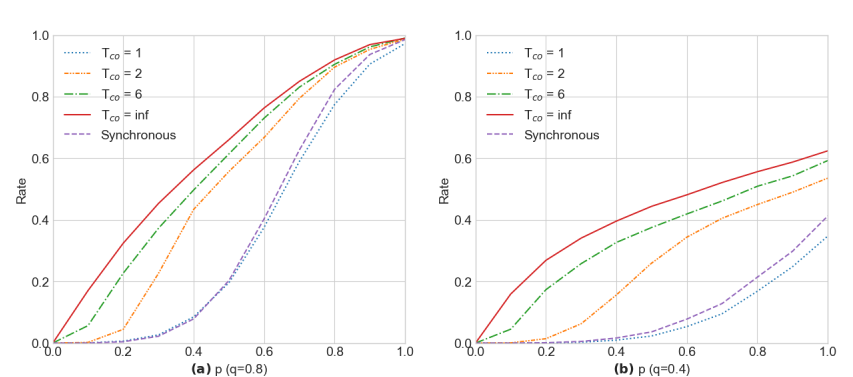 1.0
0.8
0.6
0.4
0.2
0.0
Rate
T_co = 1
T_co = 2
T_co = 6
T_co = inf
Synchronous
0.0 0.2 0.4 0.6 0.8 1.0
(a) p (q=0.8)
1.0
0.8
0.6
0.4
0.2
0.0
Rate
T_co = 1
T_co = 2
T_co = 6
T_co = inf
Synchronous
0.0 0.2 0.4 0.6 0.8 1.0
(b) p (q=0.4)